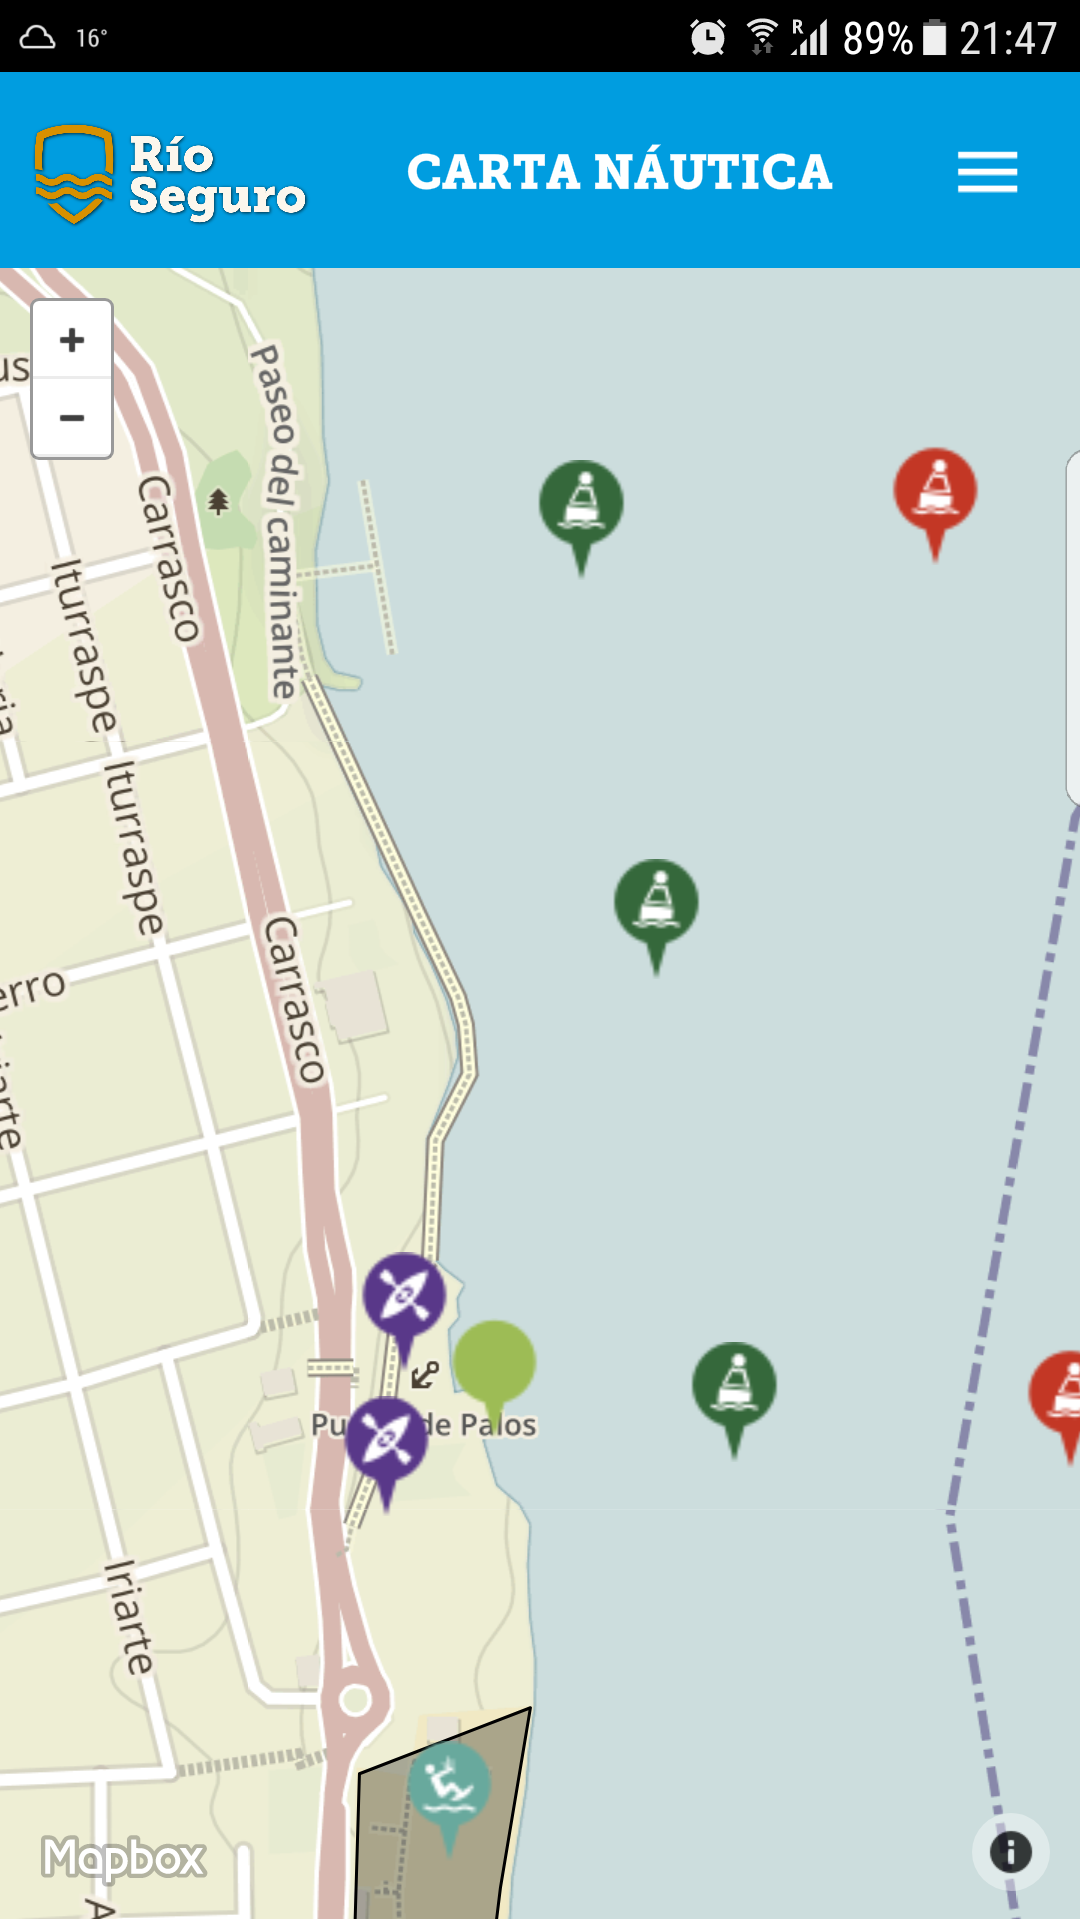 16°
R 89% 21:47
Río
Seguro
CARTA NÁUTICA
+
−
Paseo del caminante
Carrasco
Iturraspe
Iturraspe
Carrasco
de Palos
Iriarte
Mapbox
i